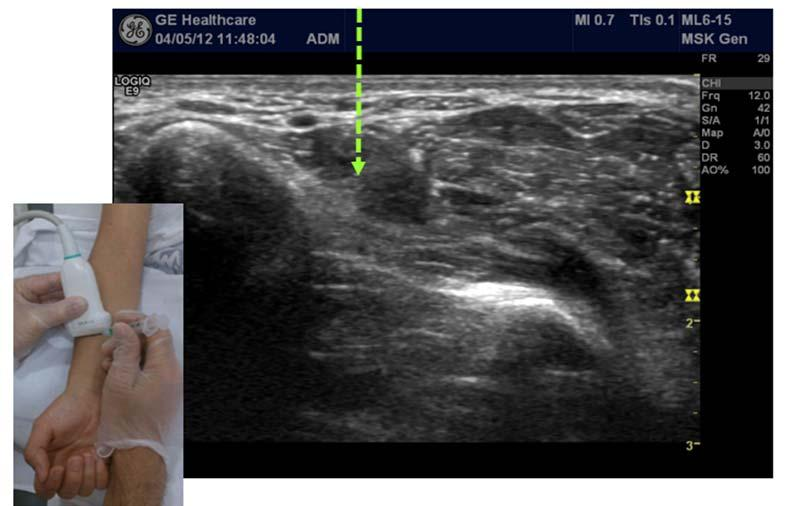 GE Healthcare
04/05/12 11:48:04 ADM
MI 0.7 TIs 0.1
ML6-15
MSK Gen
FR 29
CHI
Frq 12.0
Gn 42
S/A 1/1
Map A/0
D 3.0
DR 60
AO% 100
LOGIQ
E9
2
3